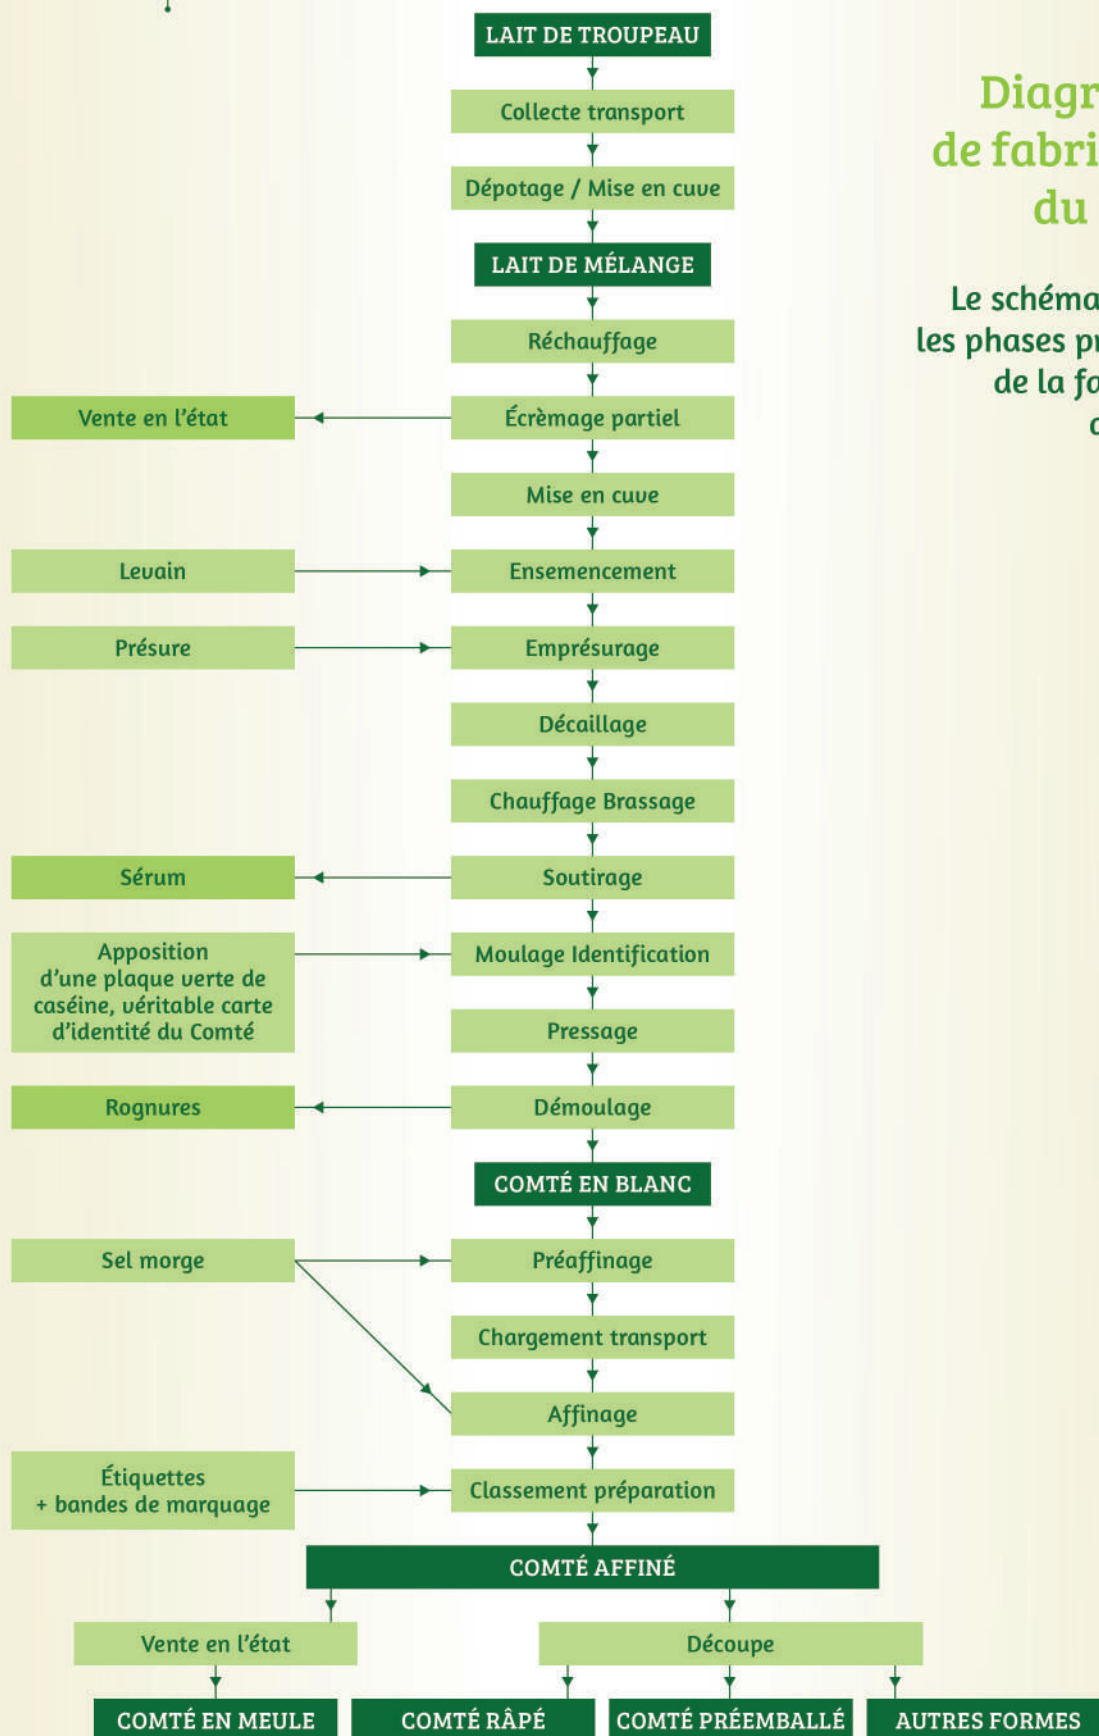 LAIT DE TROUPEAU
Collecte transport
Dépotage / Mise en cuve
LAIT DE MÉLANGE
Réchauffage
Vente en l'état
Écrèmage partiel
Mise en cuve
Levain
Ensemencement
Présure
Emprésurage
Décaillage
Chauffage Brassage
Sérum
Soutirage
Apposition
d'une plaque verte de
caséine, véritable carte
d'identité du Comté
Moulage Identification
Pressage
Rognures
Démoulage
COMTÉ EN BLANC
Sel morge
Préaffinage
Chargement transport
Affinage
Étiquettes
+ bandes de marquage
Classement préparation
COMTÉ AFFINÉ
Vente en l'état
Découpe
COMTÉ EN MEULE
COMTÉ RÂPÉ
COMTÉ PRÉEMBALLÉ
AUTRES FORMES
Diagr
de fabri
du
Le schéma
les phases pr
de la fa